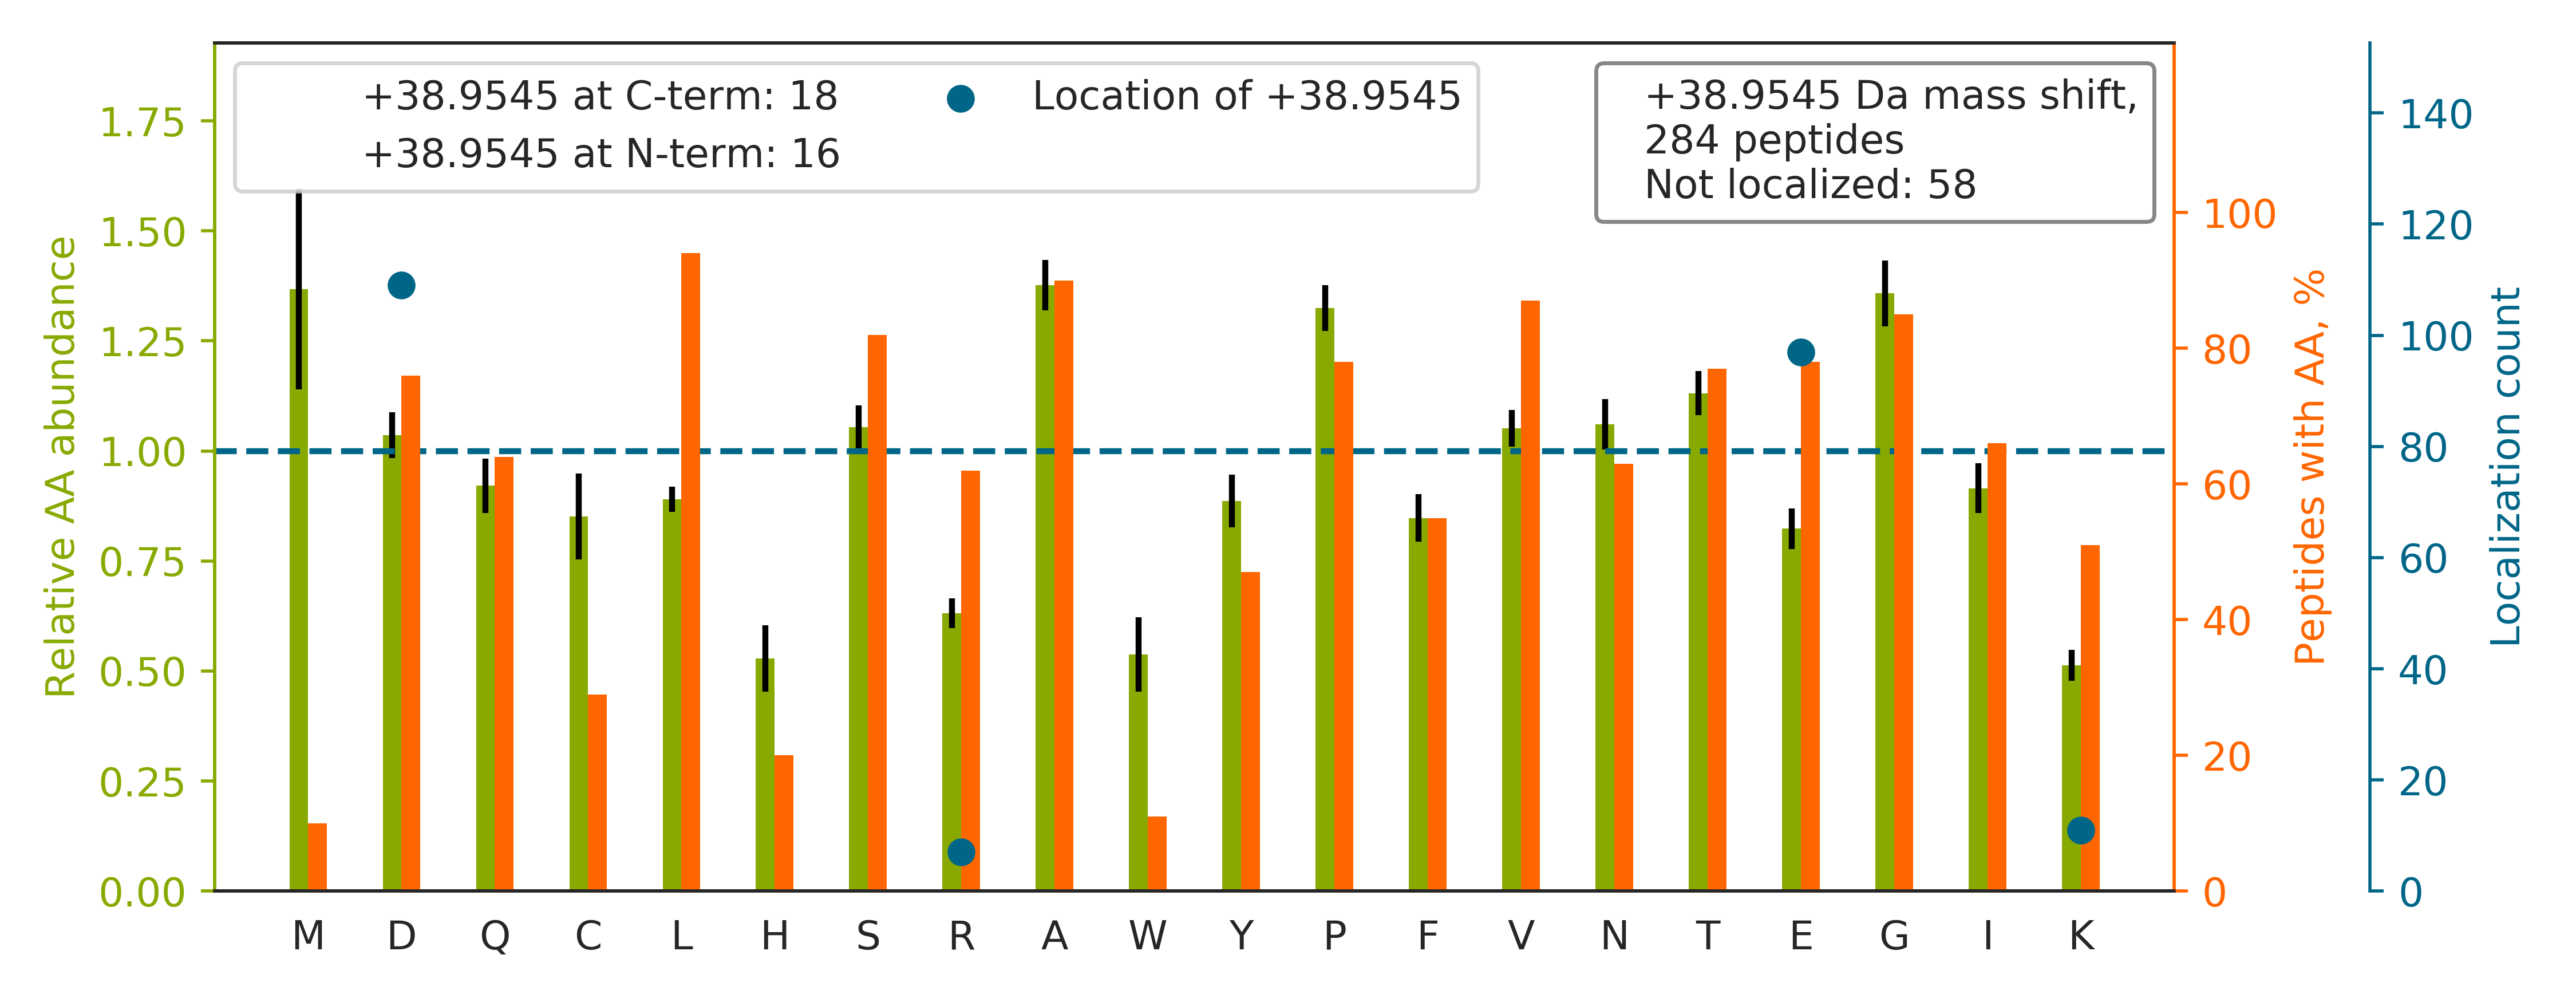 +38.9545 at C-term: 18
+38.9545 at N-term: 16
Location of +38.9545
+38.9545 Da mass shift,
284 peptides
Not localized: 58
Relative AA abundance
1.75
1.50
1.25
1.00
0.75
0.50
0.25
0.00
M D Q C L H S R A W Y P F V N T E G I K
100
80
60
40
20
0
Peptides with AA, %
140
120
100
80
60
40
20
0
Localization count